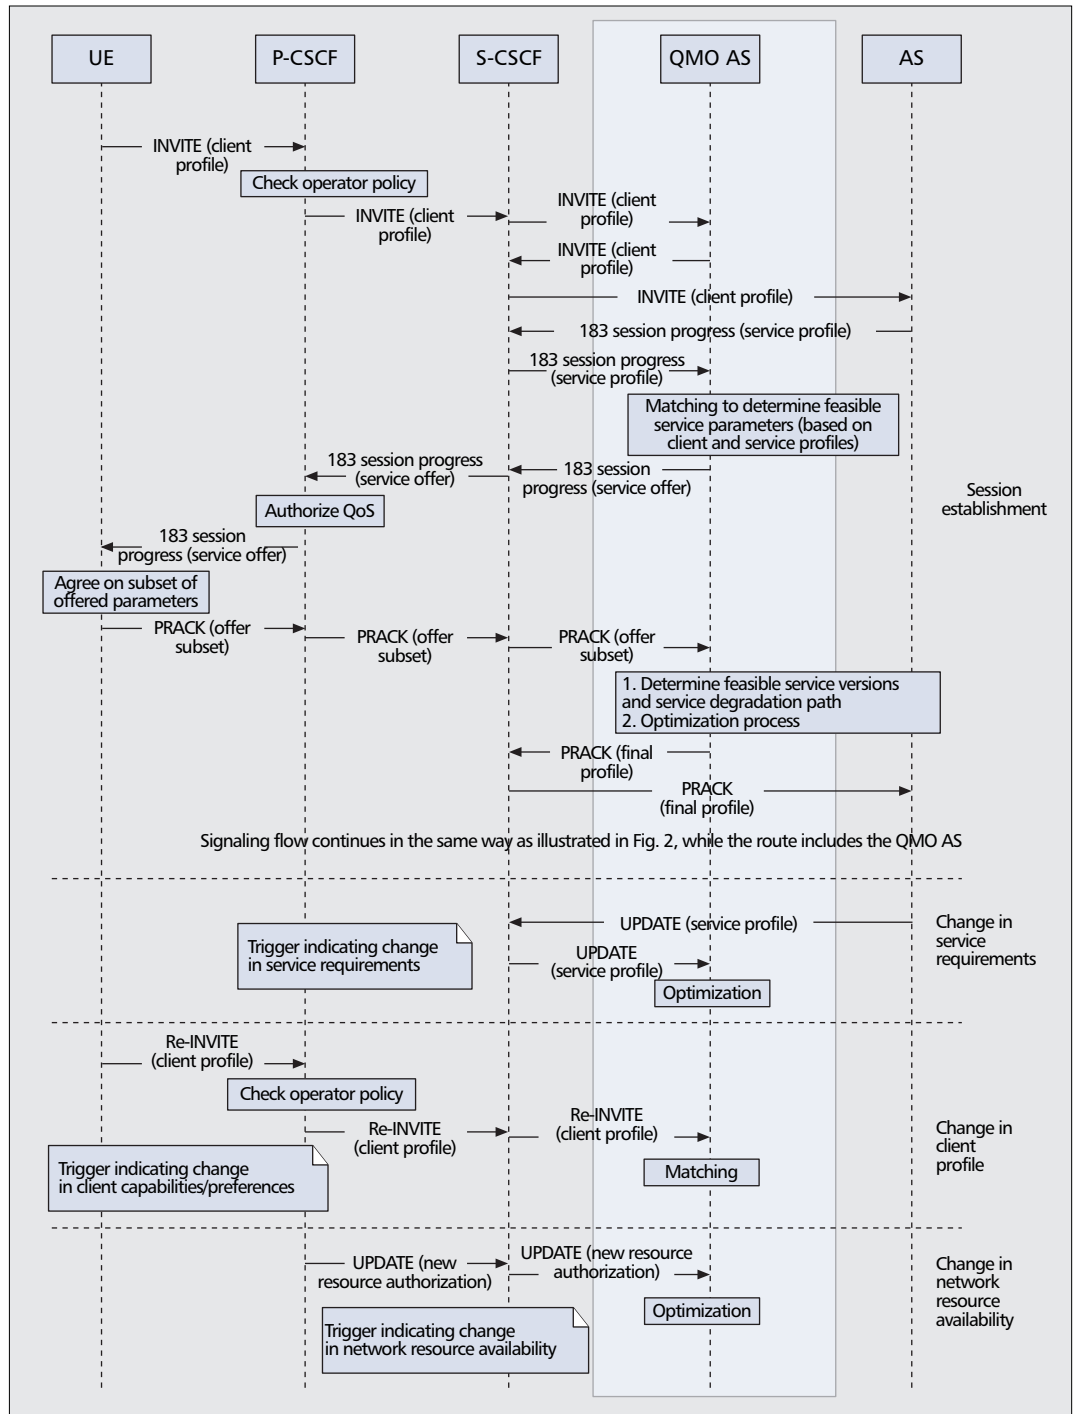 UE
P-CSCF
S-CSCF
QMO AS
AS
INVITE (client
profile)
Check operator policy
INVITE (client
profile)
INVITE (client
profile)
INVITE (client
profile)
INVITE (client profile)
183 session progress (service profile)
183 session progress
(service profile)
Matching to determine feasible
service parameters (based on
client and service profiles)
183 session
progress (service offer)
183 session progress
(service offer)
Authorize QoS
Session
establishment
183 session
progress (service offer)
Agree on subset of
offered parameters
PRACK (offer
subset)
PRACK (offer
subset)
PRACK (offer
subset)
1. Determine feasible service versions
and service degradation path
2. Optimization process
PRACK (final
profile)
PRACK
(final profile)
Signaling flow continues in the same way as illustrated in Fig. 2, while the route includes the QMO AS
UPDATE (service profile)
Change in
service
requirements
Trigger indicating change
in service requirements
UPDATE
(service profile)
Optimization
Re-INVITE
(client profile)
Check operator policy
Re-INVITE
(client profile)
Re-INVITE
(client profile)
Change in
client
profile
Trigger indicating change
in client capabilities/preferences
Matching
UPDATE (new
resource authorization)
UPDATE (new resource
authorization)
Change in
network
resource
availability
Optimization
Trigger indicating change
in network resource availability